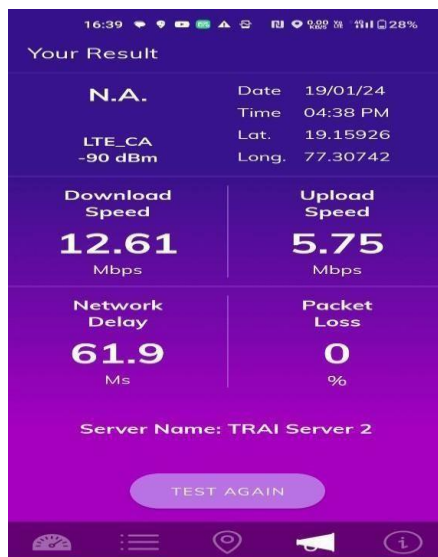 16:39 28%
Your Result
N.A.
Date 19/01/24
Time 04:38 PM
LTE_CA
-90 dBm
Lat. 19.15926
Long. 77.30742
Download
Speed
12.61
Mbps
Upload
Speed
5.75
Mbps
Network
Delay
61.9
Ms
Packet
Loss
0
%
Server Name: TRAI Server 2
TEST AGAIN